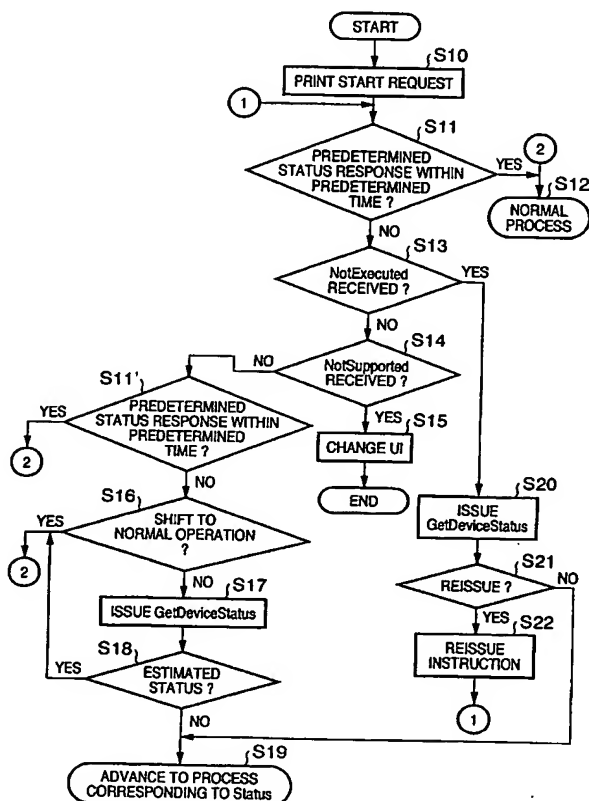 START
S10
PRINT START REQUEST
1
S11
PREDETERMINED
STATUS RESPONSE WITHIN
PREDETERMINED
TIME ?
YES
2
S12
NORMAL
PROCESS
NO
S13
NotExecuted
RECEIVED ?
YES
NO
S14
NotSupported
RECEIVED ?
NO
S11'
PREDETERMINED
STATUS RESPONSE WITHIN
PREDETERMINED
TIME ?
YES
2
YES
S15
CHANGE UI
END
NO
S16
SHIFT TO
NORMAL OPERATION
?
YES
2
NO
S17
ISSUE GetDeviceStatus
S18
ESTIMATED
STATUS ?
YES
NO
S20
ISSUE
GetDeviceStatus
S21
REISSUE ?
NO
YES
S22
REISSUE
INSTRUCTION
1
S19
ADVANCE TO PROCESS
CORRESPONDING TO Status